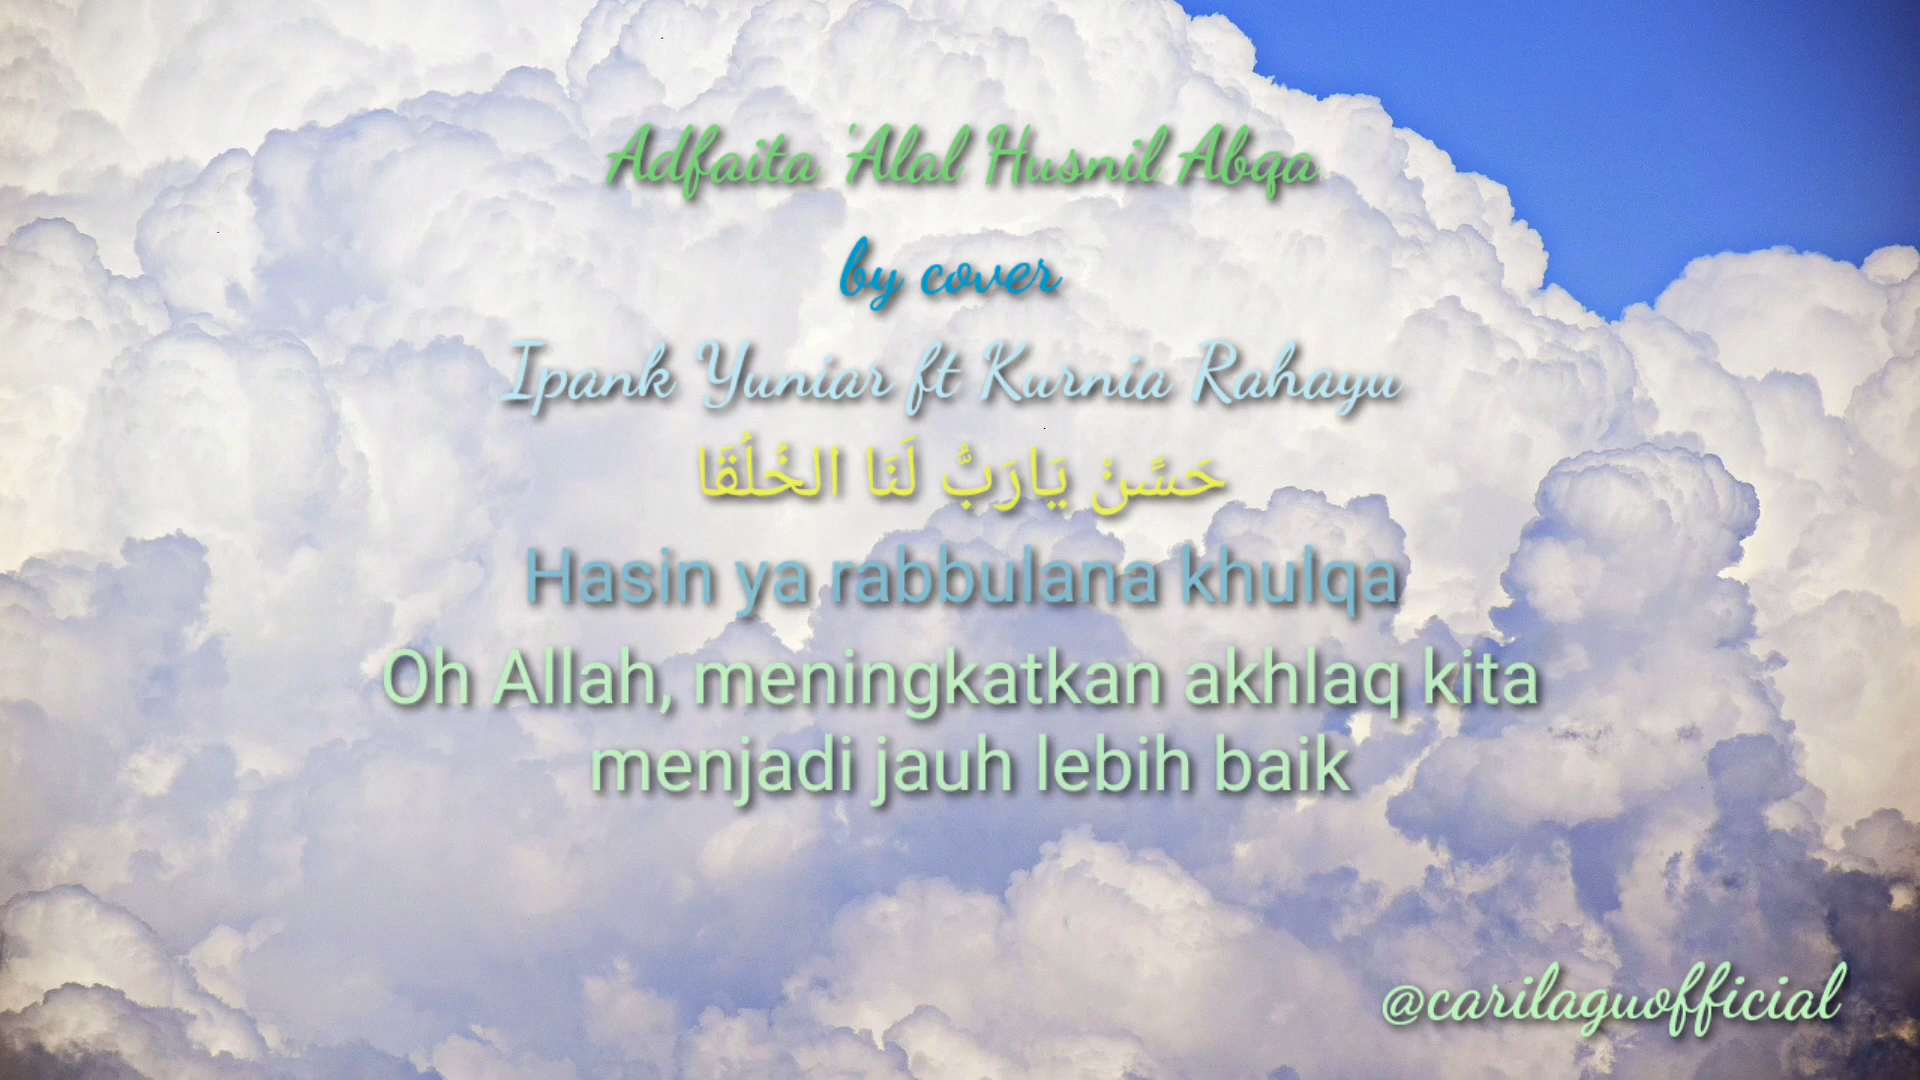 Adfaita 'Alal Husnil Abqa
by cover
Ipank Yuniar ft Kurnia Rahayu
حَسِّنْ يَارَبُّ لَنَا الخُلُقَا
Hasin ya rabbulana khulqa
Oh Allah, meningkatkan akhlaq kita
menjadi jauh lebih baik
@carilaguofficial